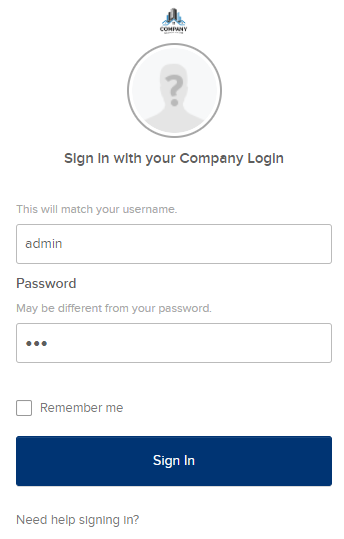 COMPANY
?
Sign In with your Company Login
This will match your username.
admin
Password
May be different from your password.
•••
Remember me
Sign In
Need help signing in?